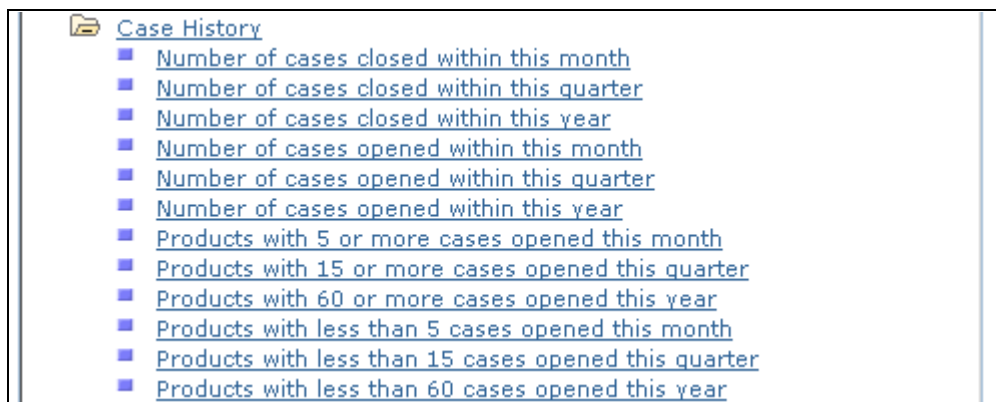 Case History
Number of cases closed within this month
Number of cases closed within this quarter
Number of cases closed within this year
Number of cases opened within this month
Number of cases opened within this quarter
Number of cases opened within this year
Products with 5 or more cases opened this month
Products with 15 or more cases opened this quarter
Products with 60 or more cases opened this year
Products with less than 5 cases opened this month
Products with less than 15 cases opened this quarter
Products with less than 60 cases opened this year